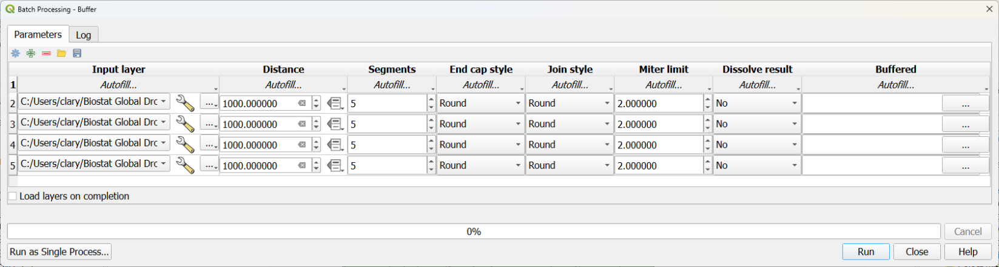 Batch Processing - Buffer
Parameters Log
Input layer Distance Segments End cap style Join style Miter limit Dissolve result Buffered
1 Autofill... Autofill... Autofill... Autofill... Autofill... Autofill... Autofill... Autofill...
2 C:/Users/clary/Biostat Global Drc ... 1000.000000 5 Round Round 2.000000 No ...
3 C:/Users/clary/Biostat Global Drc ... 1000.000000 5 Round Round 2.000000 No ...
4 C:/Users/clary/Biostat Global Drc ... 1000.000000 5 Round Round 2.000000 No ...
5 C:/Users/clary/Biostat Global Drc ... 1000.000000 5 Round Round 2.000000 No ...
Load layers on completion
0% Cancel
Run as Single Process... Run Close Help